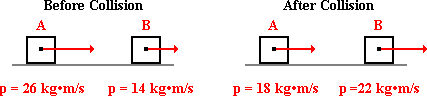 Before Collision
After Collision
A
B
A
B
p = 26 kg•m/s
p = 14 kg•m/s
p = 18 kg•m/s
p =22 kg•m/s